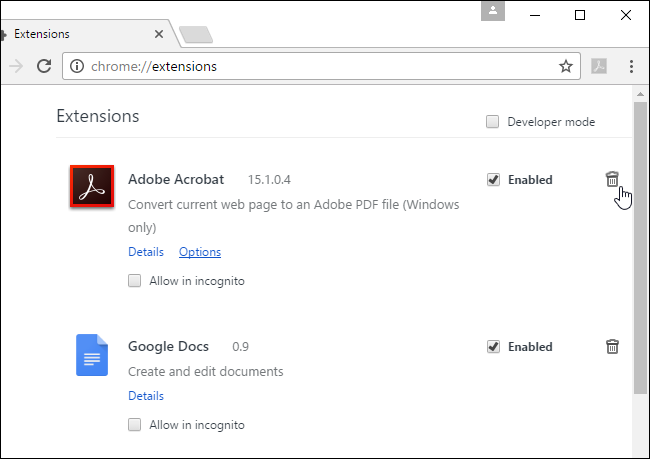 Extensions
chrome://extensions
Extensions
Developer mode
Adobe Acrobat 15.1.0.4
Enabled
Convert current web page to an Adobe PDF file (Windows
only)
Details Options
Allow in incognito
Google Docs 0.9
Enabled
Create and edit documents
Details
Allow in incognito